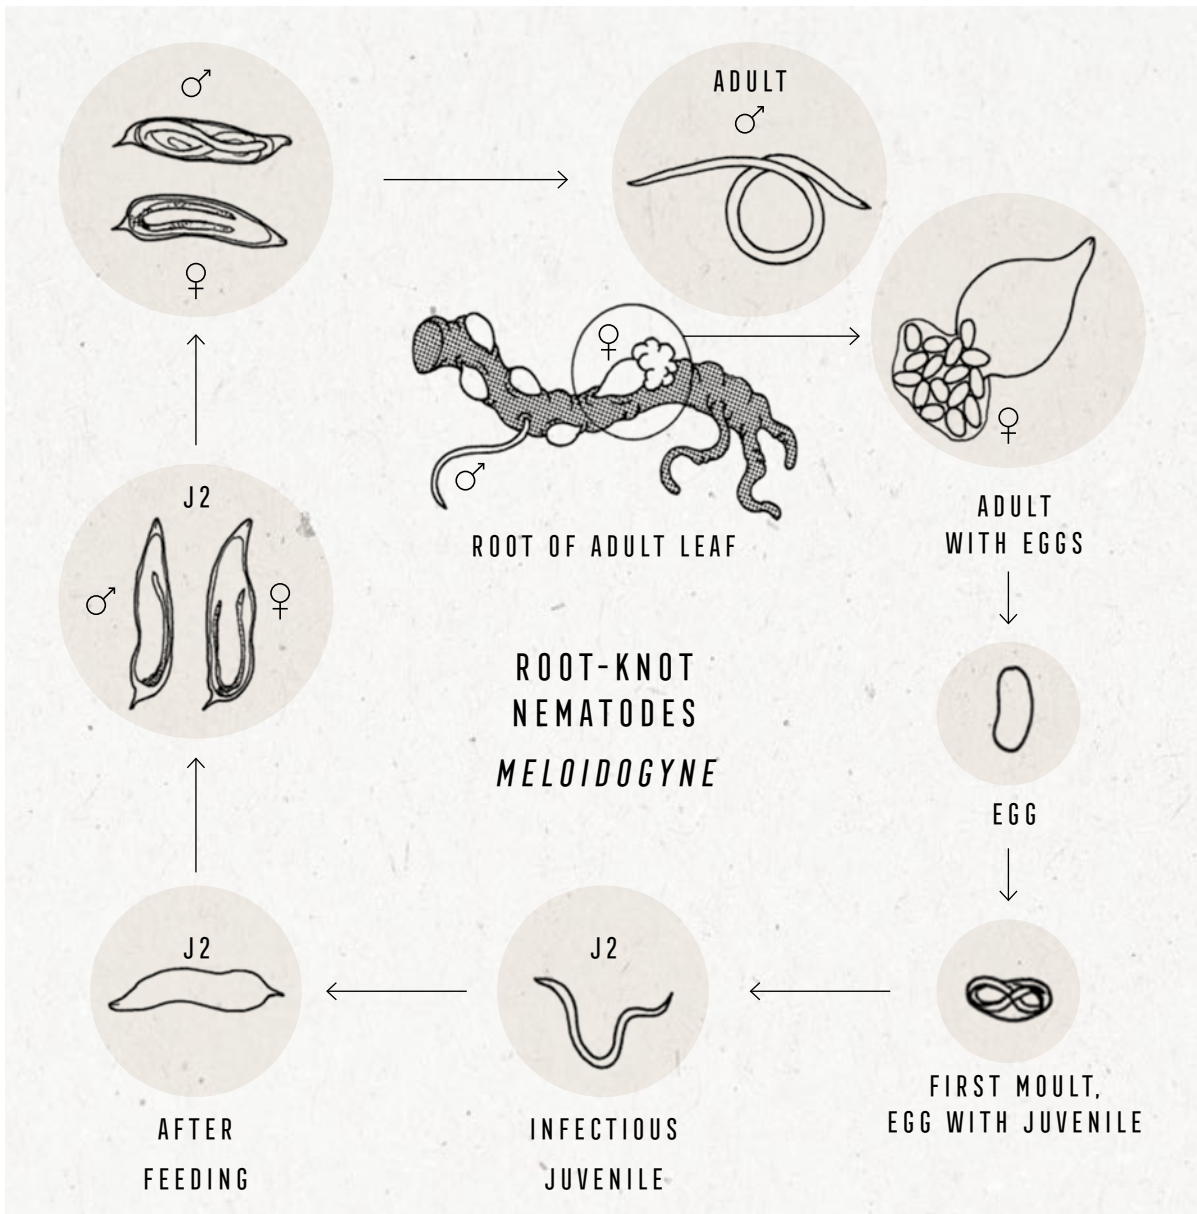 ♂
♀
ADULT
♂
♀
♂
ROOT OF ADULT LEAF
♀
ADULT
WITH EGGS
J2
♂
♀
ROOT-KNOT
NEMATODES
MELOIDOGYNE
EGG
J2
AFTER
FEEDING
J2
INFECTIOUS
JUVENILE
FIRST MOULT,
EGG WITH JUVENILE